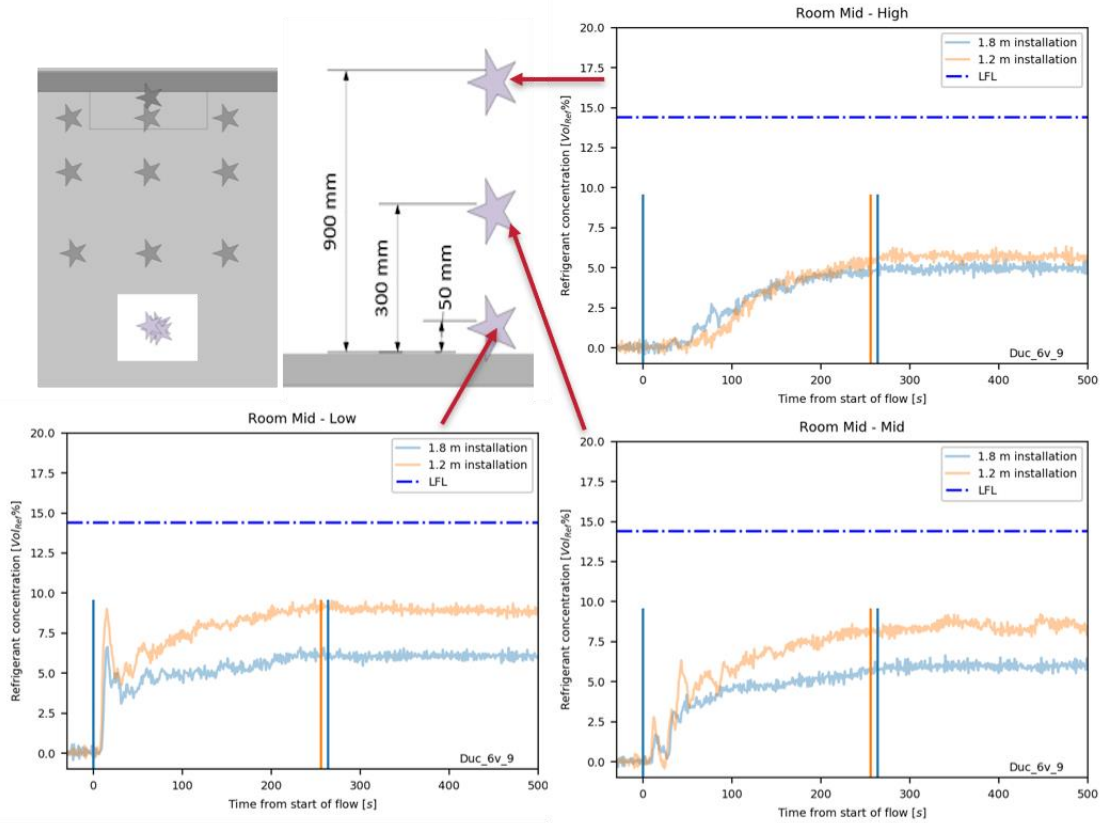 900 mm
300 mm
50 mm
Room Mid - High
1.8 m installation
1.2 m installation
LFL
Refrigerant concentration [Vol_Ref%]
20.0
17.5
15.0
12.5
10.0
7.5
5.0
2.5
0.0
Duc_6v_9
0 100 200 300 400 500
Time from start of flow [s]
Room Mid - Low
1.8 m installation
1.2 m installation
LFL
Refrigerant concentration [Vol_Ref%]
20.0
17.5
15.0
12.5
10.0
7.5
5.0
2.5
0.0
Duc_6v_9
0 100 200 300 400 500
Time from start of flow [s]
Room Mid - Mid
1.8 m installation
1.2 m installation
LFL
Refrigerant concentration [Vol_Ref%]
20.0
17.5
15.0
12.5
10.0
7.5
5.0
2.5
0.0
Duc_6v_9
0 100 200 300 400 500
Time from start of flow [s]